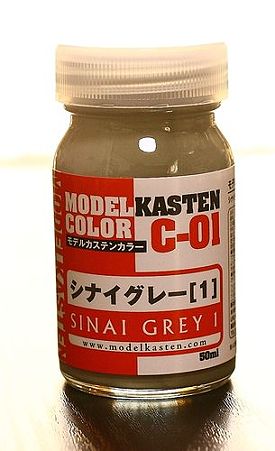 MODEL KASTEN
COLOR C-01
モデルカステンカラー
シナイグレー[1]
SINAI GREY 1
www.modelkasten.com
50ml